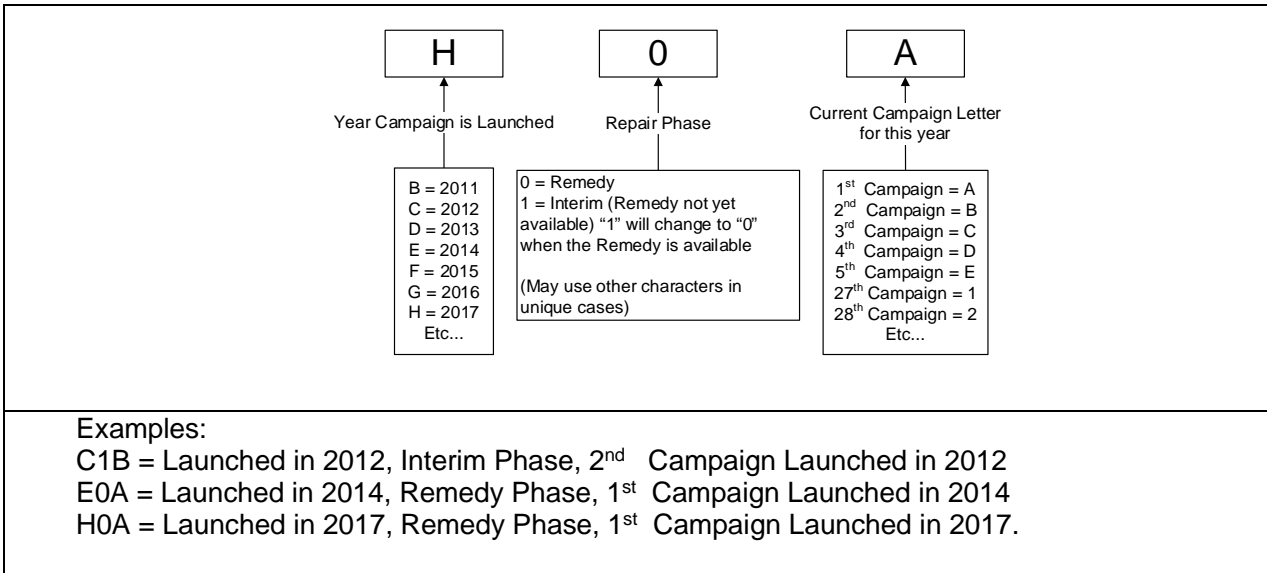 H
0
A
Year Campaign is Launched
Repair Phase
Current Campaign Letter
for this year
B = 2011
C = 2012
D = 2013
E = 2014
F = 2015
G = 2016
H = 2017
Etc...
0 = Remedy
1 = Interim (Remedy not yet
available) “1” will change to “0”
when the Remedy is available
(May use other characters in
unique cases)
1st Campaign = A
2nd Campaign = B
3rd Campaign = C
4th Campaign = D
5th Campaign = E
27th Campaign = 1
28th Campaign = 2
Etc...
Examples:
C1B = Launched in 2012, Interim Phase, 2nd Campaign Launched in 2012
E0A = Launched in 2014, Remedy Phase, 1st Campaign Launched in 2014
H0A = Launched in 2017, Remedy Phase, 1st Campaign Launched in 2017.